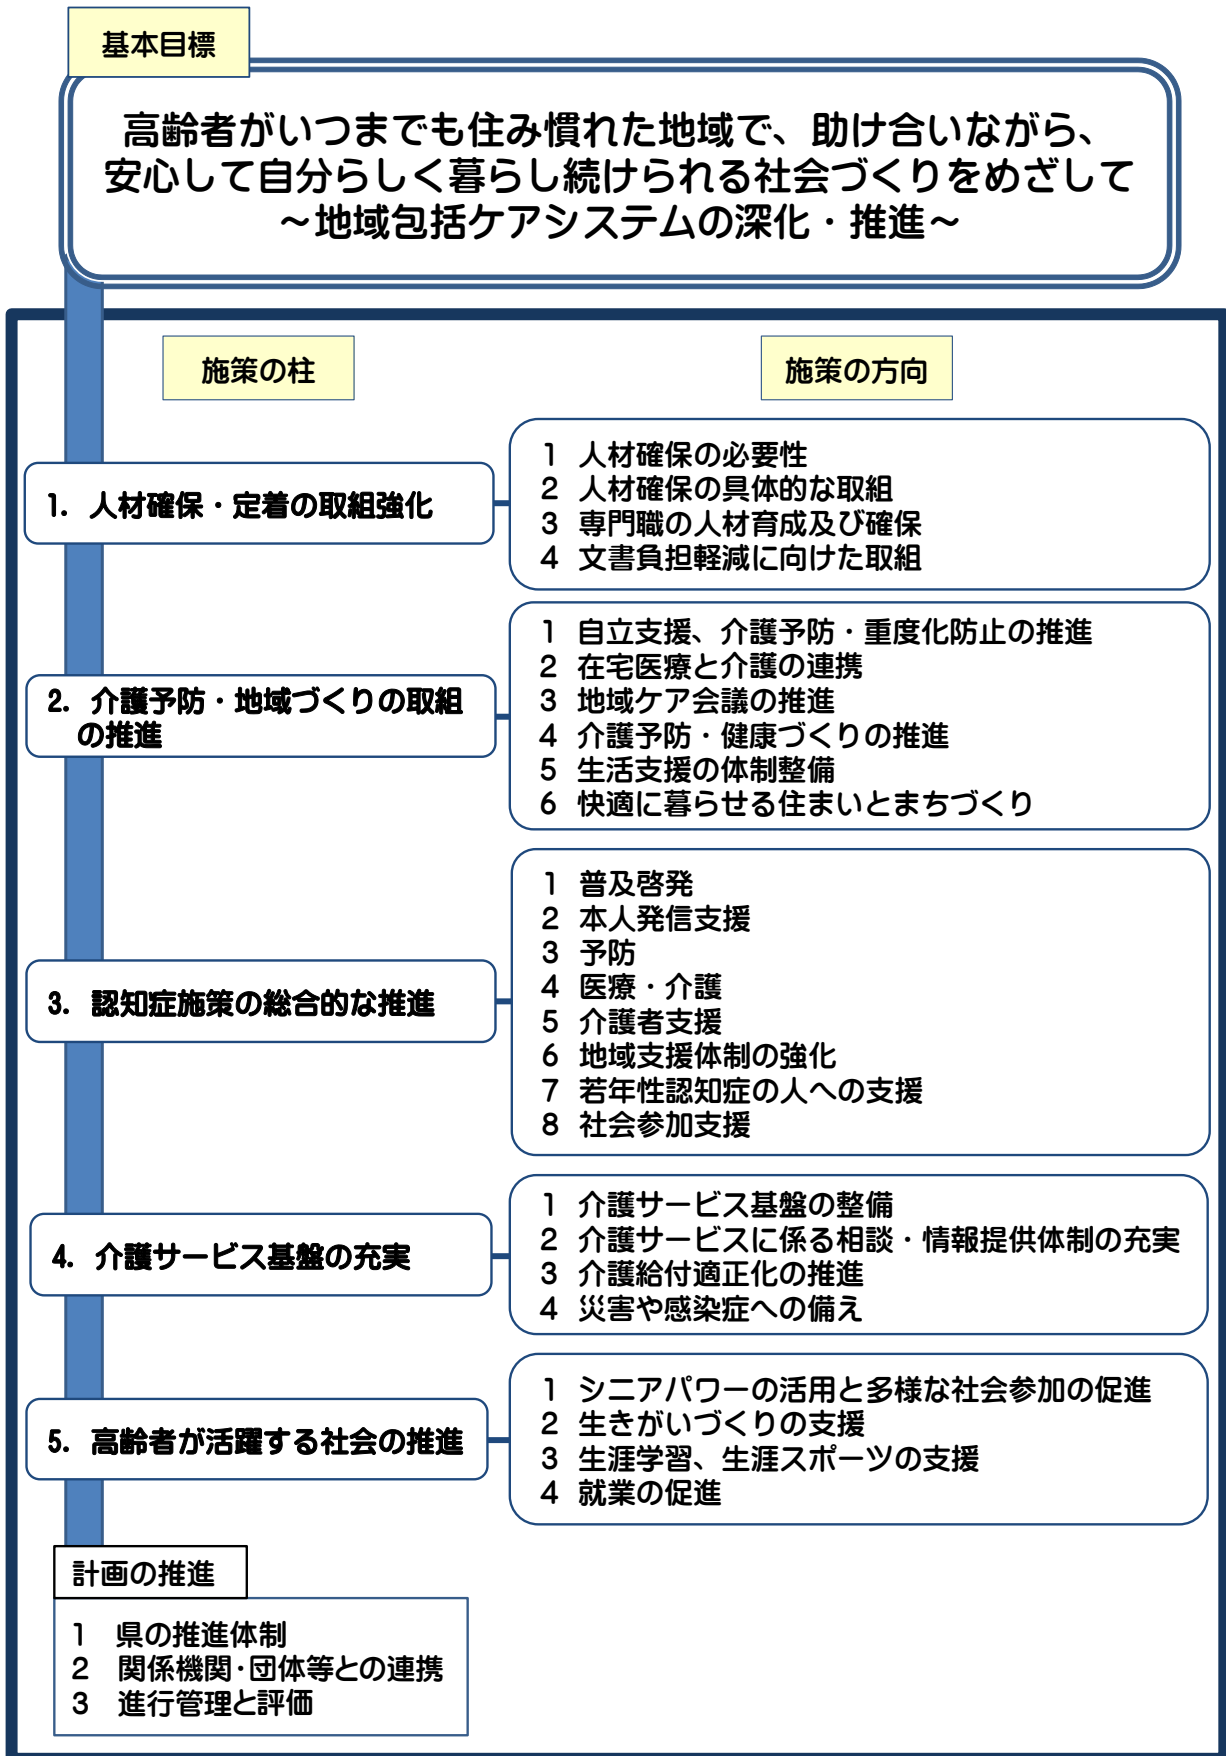 基本目標
高齢者がいつまでも住み慣れた地域で、助け合いながら、
安心して自分らしく暮らし続けられる社会づくりをめざして
～地域包括ケアシステムの深化・推進～
施策の柱
施策の方向
1. 人材確保・定着の取組強化
1 人材確保の必要性
2 人材確保の具体的な取組
3 専門職の人材育成及び確保
4 文書負担軽減に向けた取組
2. 介護予防・地域づくりの取組
の推進
1 自立支援、介護予防・重度化防止の推進
2 在宅医療と介護の連携
3 地域ケア会議の推進
4 介護予防・健康づくりの推進
5 生活支援の体制整備
6 快適に暮らせる住まいとまちづくり
3. 認知症施策の総合的な推進
1 普及啓発
2 本人発信支援
3 予防
4 医療・介護
5 介護者支援
6 地域支援体制の強化
7 若年性認知症の人への支援
8 社会参加支援
4. 介護サービス基盤の充実
1 介護サービス基盤の整備
2 介護サービスに係る相談・情報提供体制の充実
3 介護給付適正化の推進
4 災害や感染症への備え
5. 高齢者が活躍する社会の推進
1 シニアパワーの活用と多様な社会参加の促進
2 生きがいづくりの支援
3 生涯学習、生涯スポーツの支援
4 就業の促進
計画の推進
1 県の推進体制
2 関係機関・団体等との連携
3 進行管理と評価